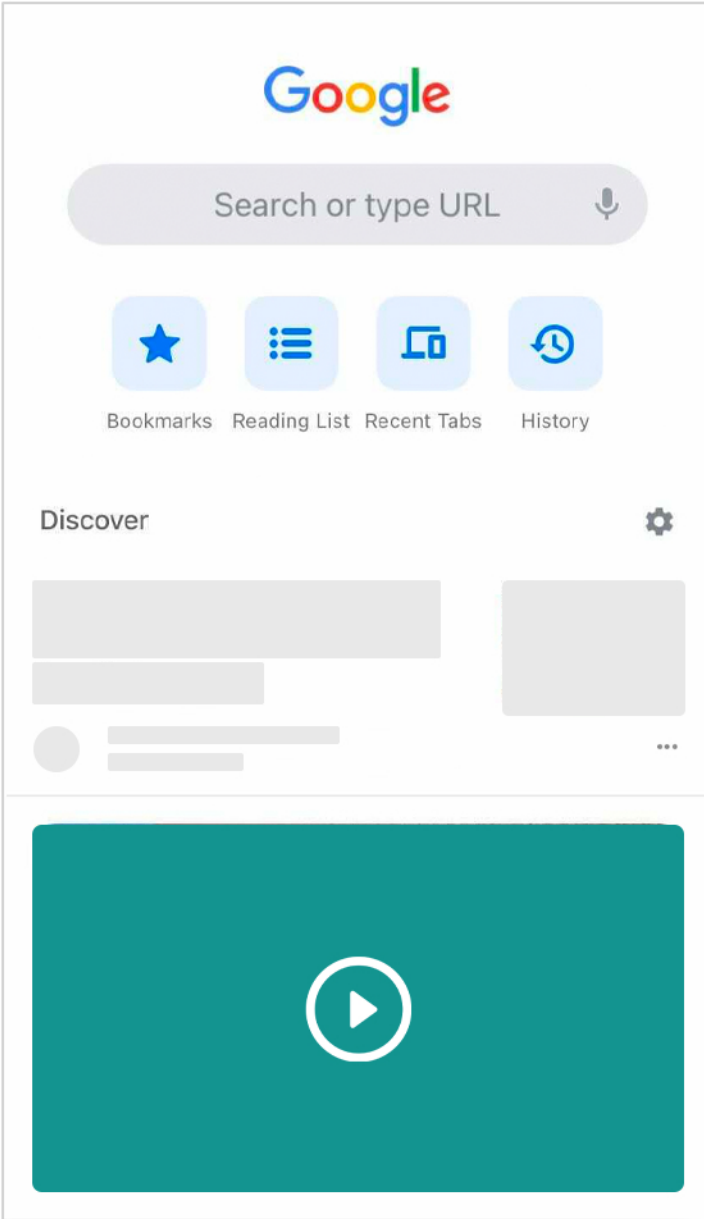 Google
Search or type URL
Bookmarks Reading List Recent Tabs History
Discover